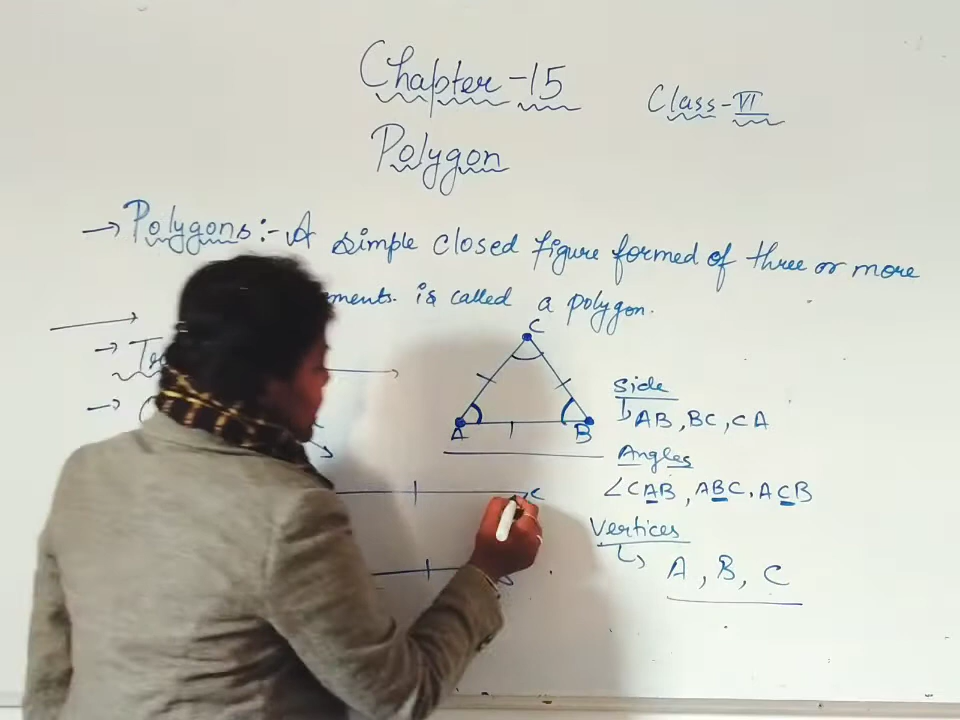 Chapter-15
Class-VI
Polygon
→ Polygons :- A simple closed figure formed of three or more
is called a polygon.
C
A
B
Side
AB, BC, CA
Angles
∠CAB, ABC, ACB
Vertices
A, B, C
C